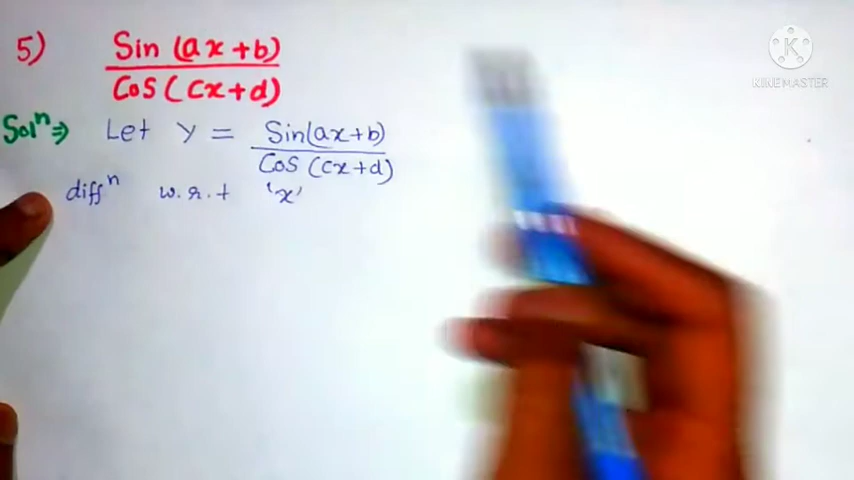 5) Sin (ax+b)
Cos (cx+d)
Solⁿ⇒ Let y = Sin(ax+b)
Cos (cx+d)
diffⁿ w.r.t 'x'
K
KINEMASTER